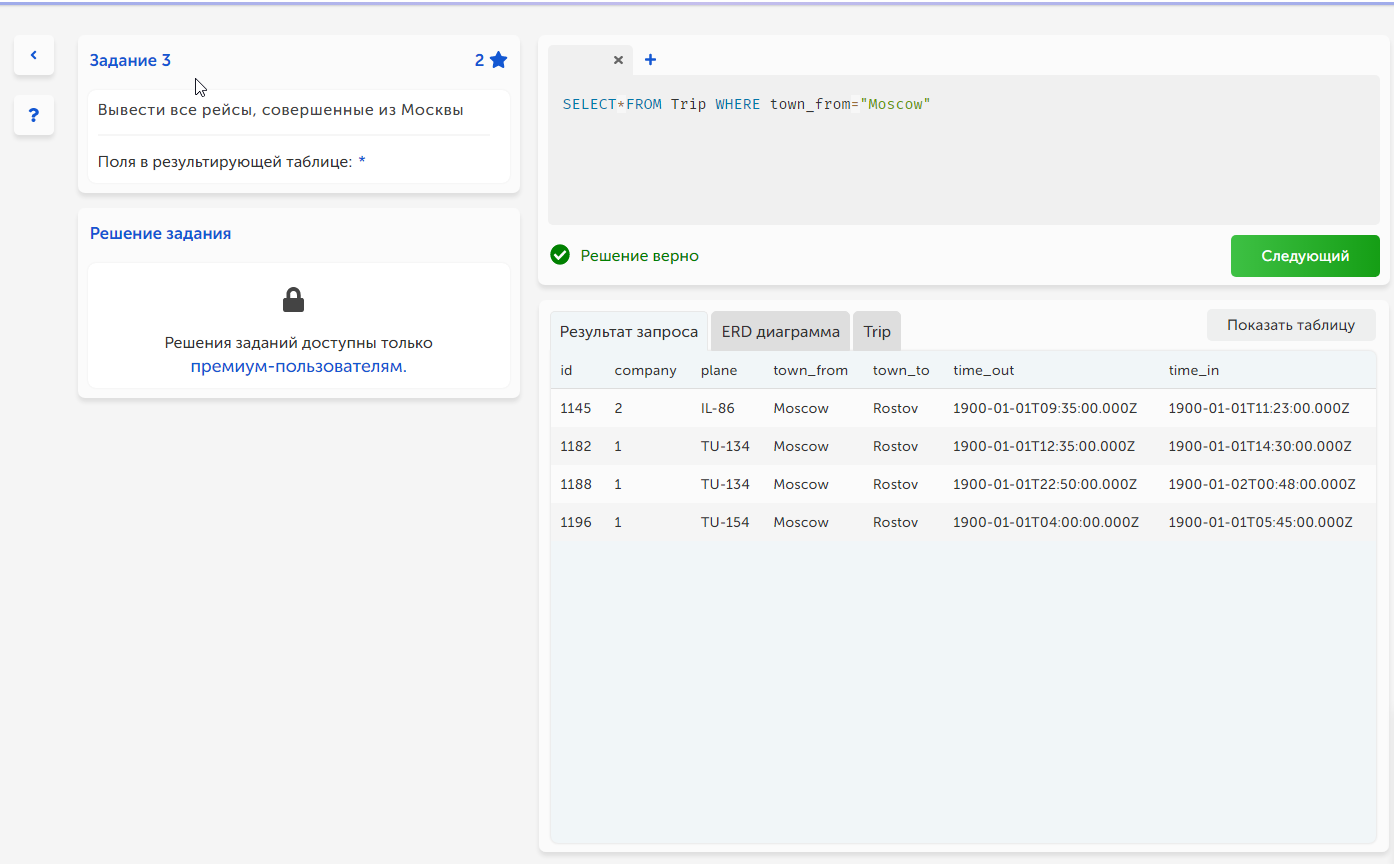 Задание 3
2
Вывести все рейсы, совершенные из Москвы
Поля в результирующей таблице: *
Решение задания
Решения заданий доступны только
премиум-пользователям.
SELECT*FROM Trip WHERE town_from="Moscow"
Решение верно
Следующий
Результат запроса ERD диаграмма Trip
Показать таблицу
id company plane town_from town_to time_out time_in
1145 2 IL-86 Moscow Rostov 1900-01-01T09:35:00.000Z 1900-01-01T11:23:00.000Z
1182 1 TU-134 Moscow Rostov 1900-01-01T12:35:00.000Z 1900-01-01T14:30:00.000Z
1188 1 TU-134 Moscow Rostov 1900-01-01T22:50:00.000Z 1900-01-02T00:48:00.000Z
1196 1 TU-154 Moscow Rostov 1900-01-01T04:00:00.000Z 1900-01-01T05:45:00.000Z